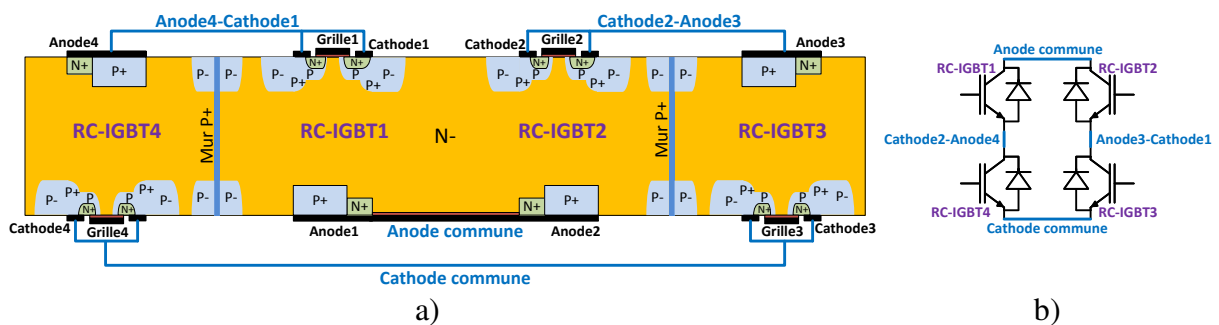 Anode4-Cathode1
Cathode2-Anode3
Anode4
Grille1
Cathode1
Cathode2
Grille2
Anode3
N+
P+
P-
P-
P-
P+
P
N+
N+
P
P+
P-
P-
P+
P
N+
N+
P
P+
P-
P-
P-
P+
N+
RC-IGBT4
Mur P+
RC-IGBT1
N-
RC-IGBT2
Mur P+
RC-IGBT3
P-
P+
P
N+
N+
P
P+
P-
P-
P-
P+
N+
N+
P+
P-
P-
P-
P+
P
N+
N+
P
P+
P-
Cathode4
Grille4
Anode1
Anode commune
Anode2
Grille3
Cathode3
Cathode commune
a)
Anode commune
RC-IGBT1
RC-IGBT2
Cathode2-Anode4
Anode3-Cathode1
RC-IGBT4
RC-IGBT3
Cathode commune
b)